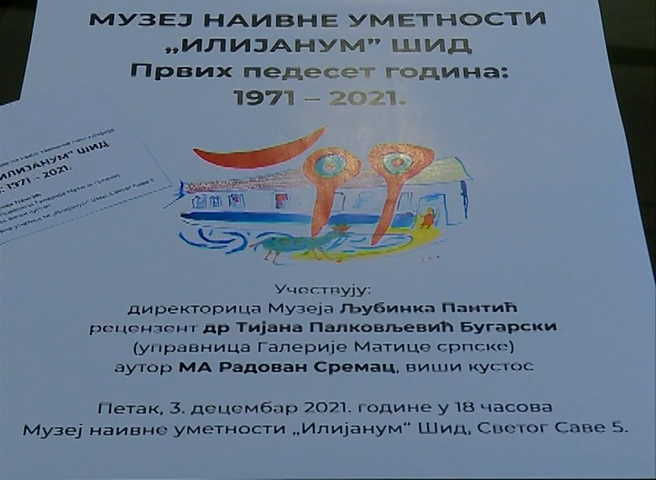 МУЗЕЈ НАИВНЕ УМЕТНОСТИ
„ИЛИЈАНУМ” ШИД
Првих педесет година:
1971 – 2021.
„ИЛИЈАНУМ” ШИД
: 1971 – 2021.
Учествују:
директорица Музеја Љубинка Пантић
рецензент др Тијана Палковљевић Бугарски
(управница Галерије Матице српске)
аутор МА Радован Сремац, виши кустос
Петак, 3. децембар 2021. године у 18 часова
Музеј наивне уметности „Илијанум“ Шид, Светог Саве 5.